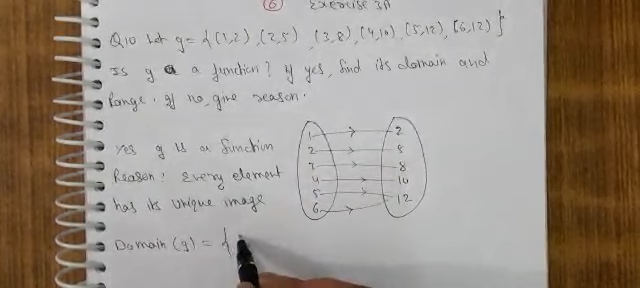 6 Exercise 3A
Q10 Let g = { (1,2), (2,5), (3,8), (4,10), (5,12), (6,12) }
Is g a function? If yes, find its domain and
Range. If no, give reason.
Yes g is a function
Reason: Every element
has its unique image
1 2
2 5
3 8
4 10
5 12
6
Domain (g) = {